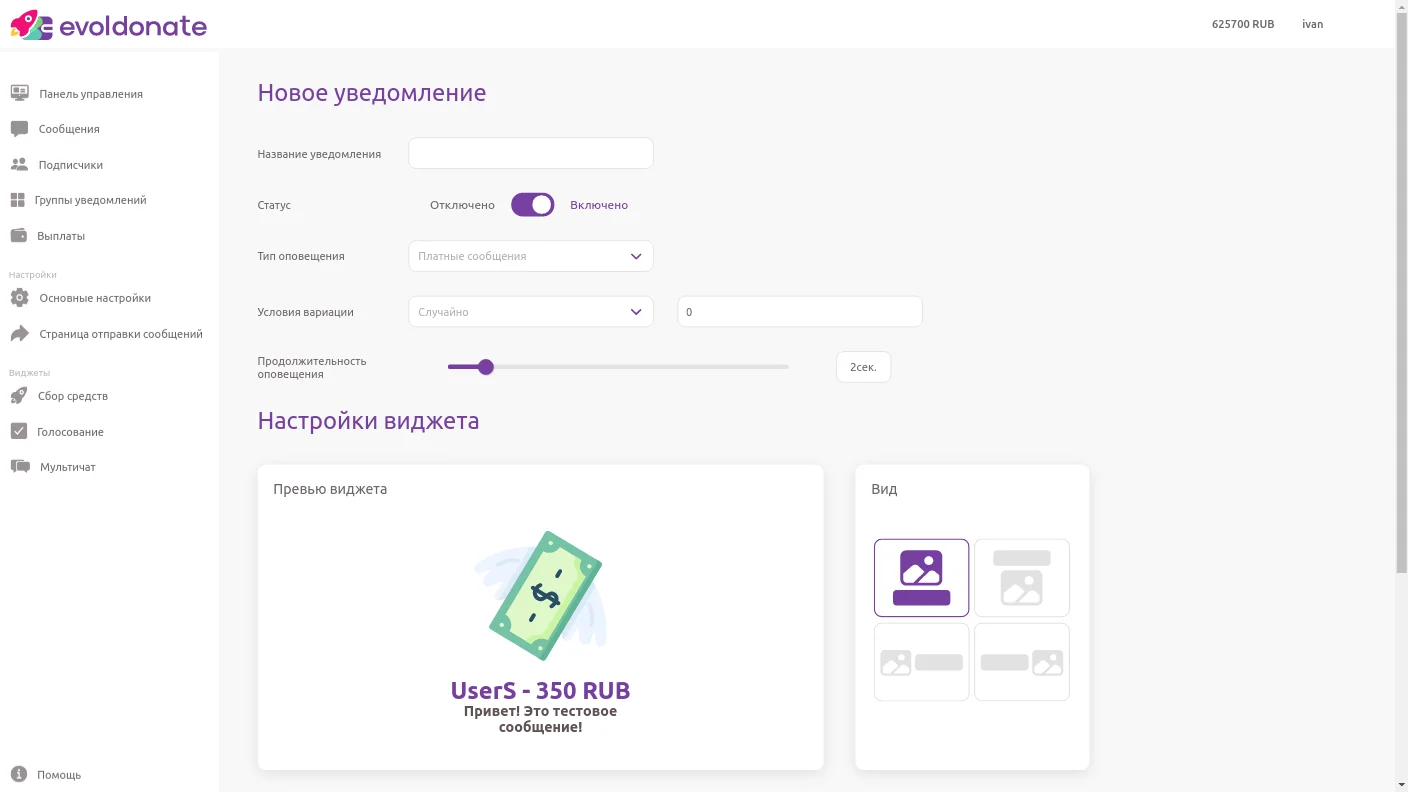 evoldonate
625700 RUB
ivan
Панель управления
Сообщения
Подписчики
Группы уведомлений
Выплаты
Настройки
Основные настройки
Страница отправки сообщений
Виджеты
Сбор средств
Голосование
Мультичат
Помощь
Новое уведомление
Название уведомления
Статус
Отключено
Включено
Тип оповещения
Платные сообщения
Условия вариации
Случайно
0
Продолжительность
оповещения
2сек.
Настройки виджета
Превью виджета
$
UserS - 350 RUB
Привет! Это тестовое
сообщение!
Вид